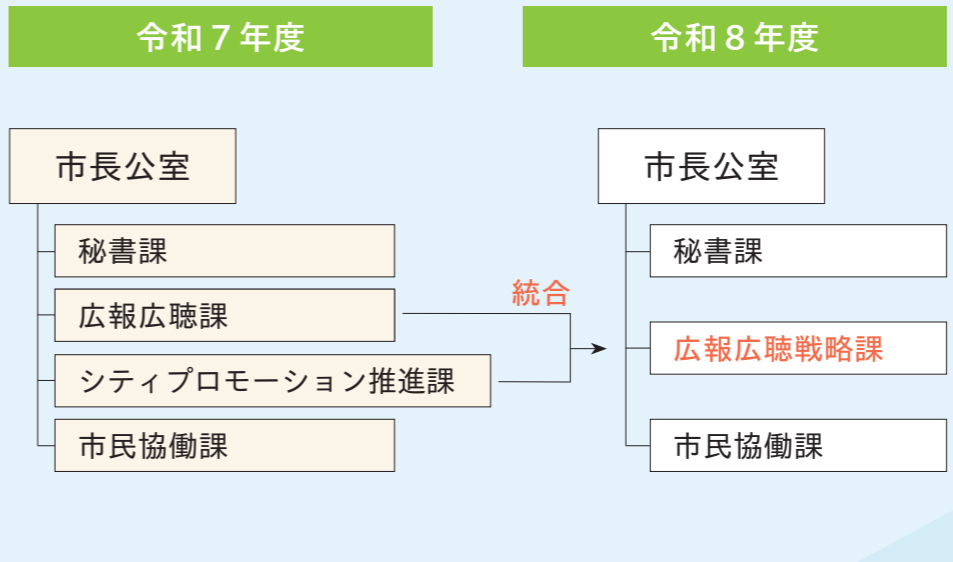 令和７年度
令和８年度
市長公室
秘書課
広報広聴課
シティプロモーション推進課
市民協働課
統合
市長公室
秘書課
広報広聴戦略課
市民協働課